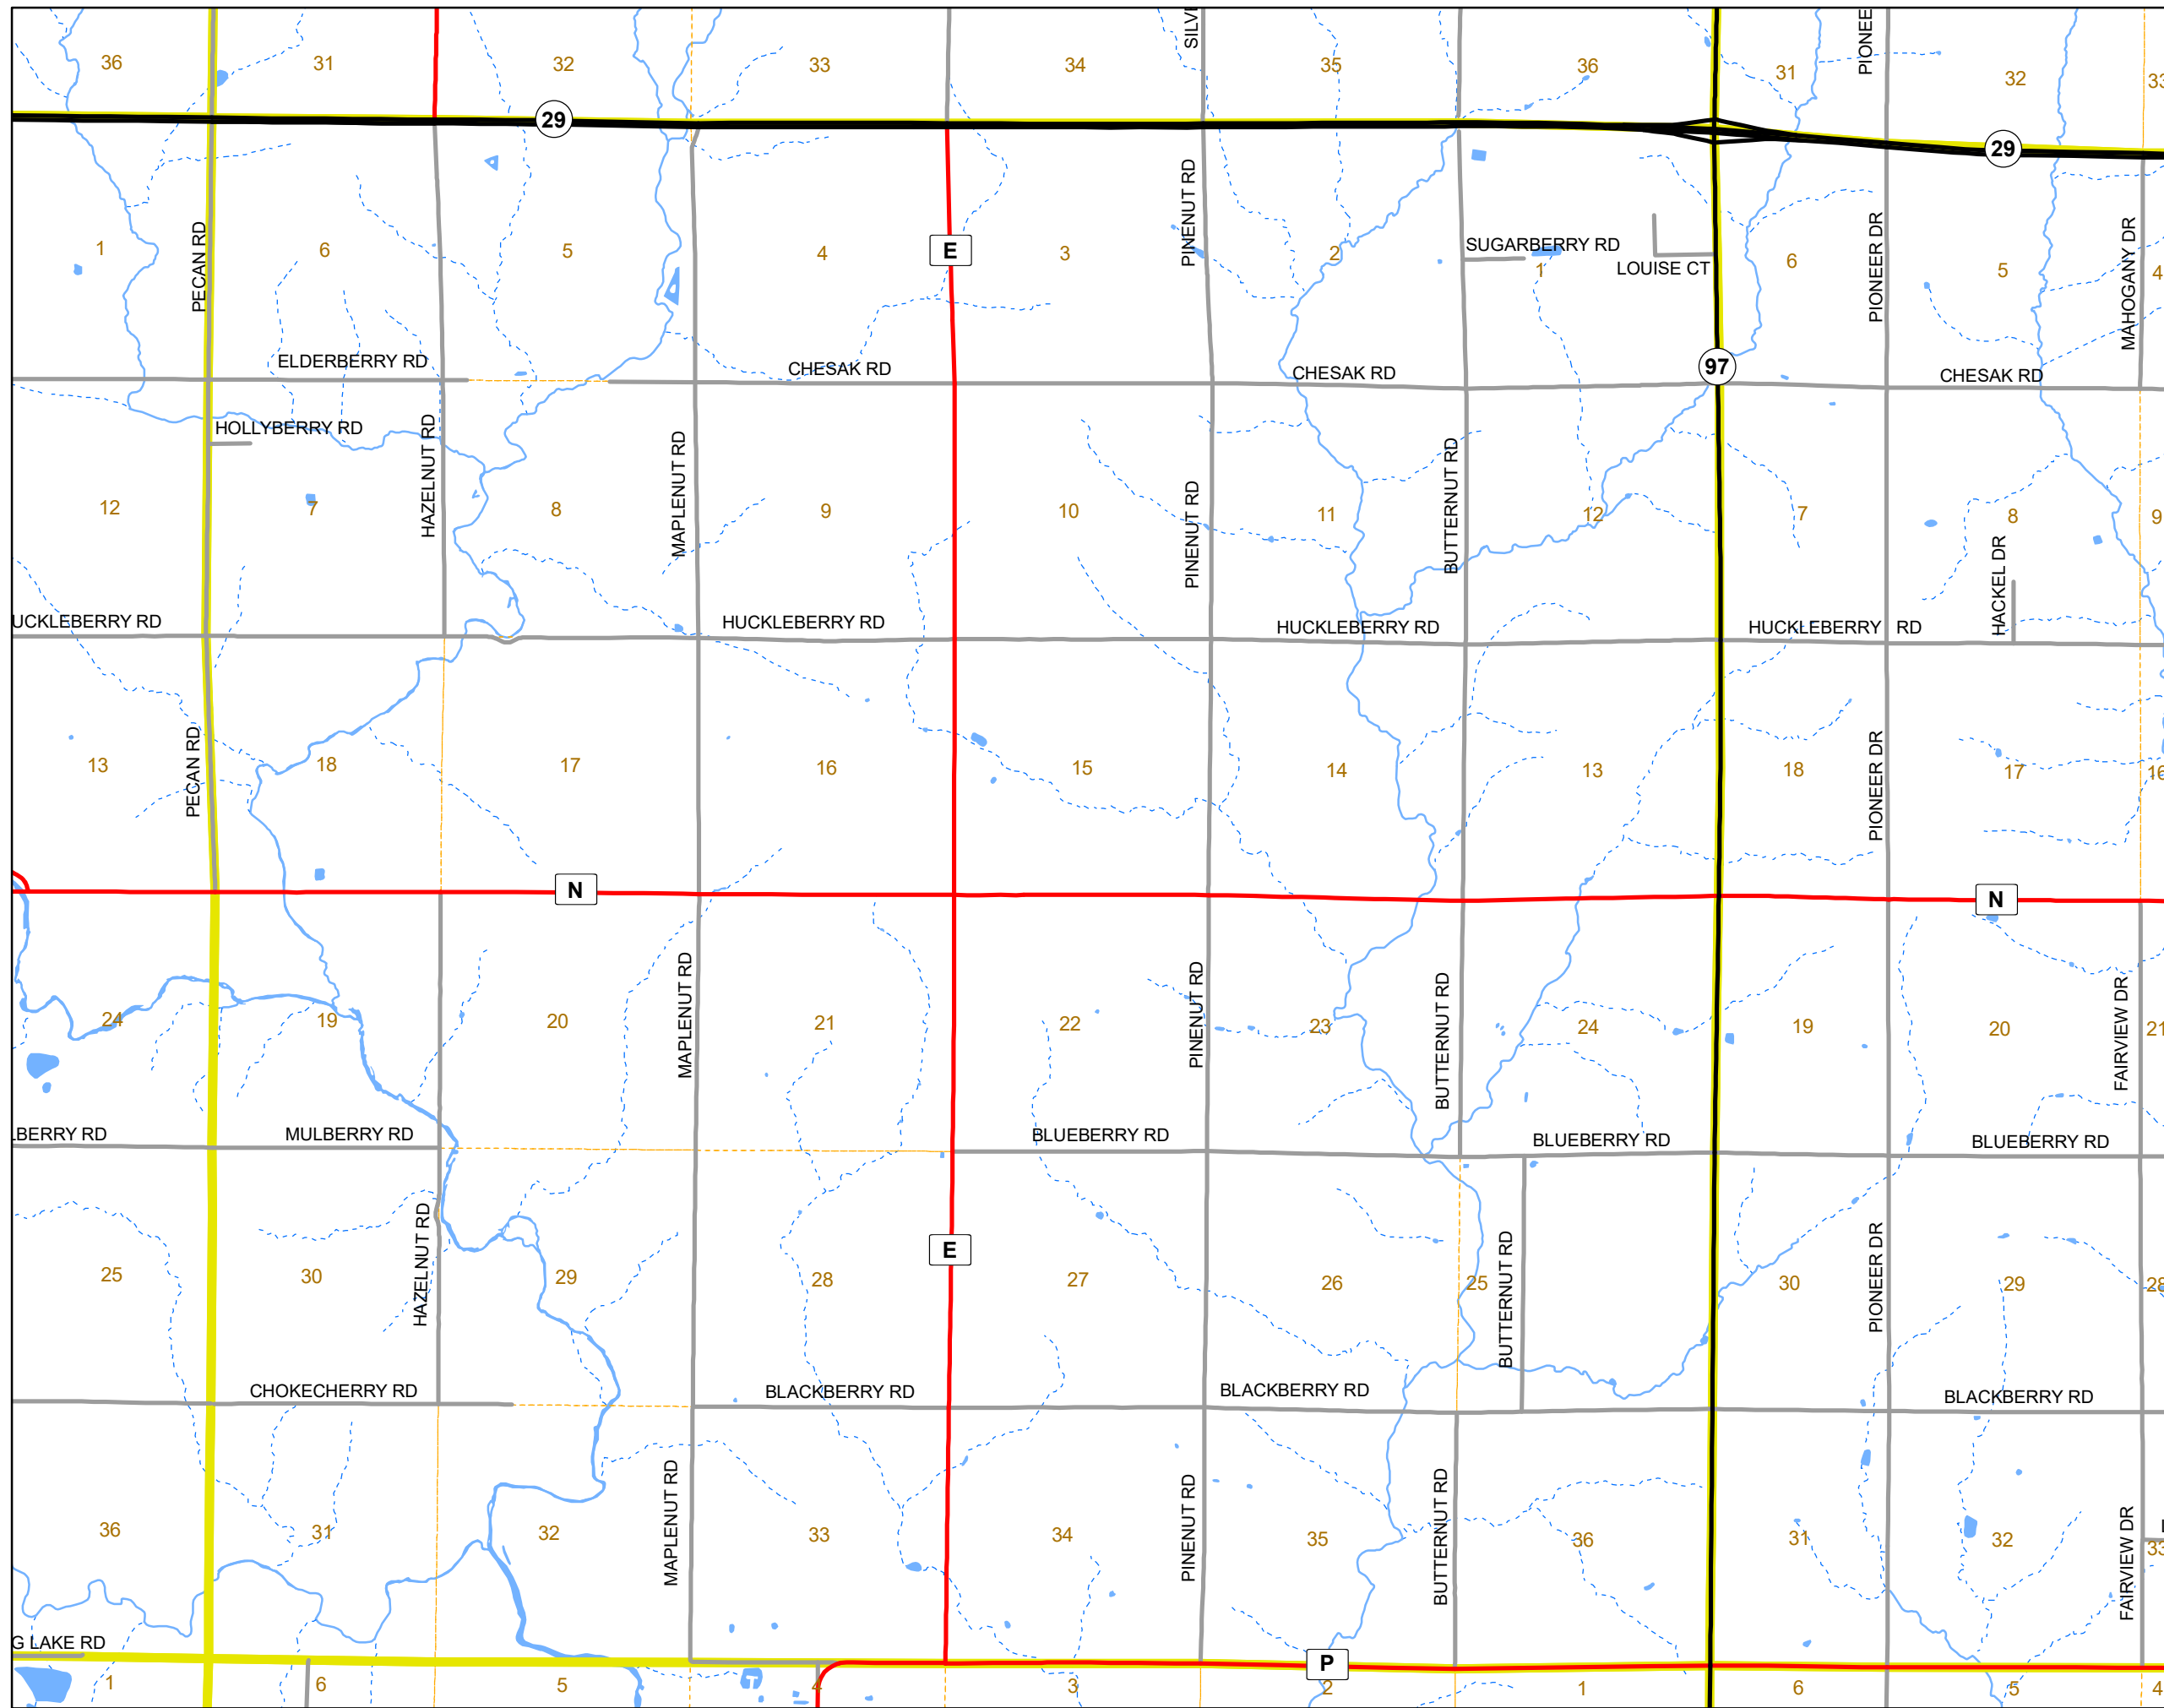 SILV
PIONEE
36
31
32
33
34
35
36
31
32
33
29
29
PINENUT RD
PECAN RD
1
6
5
4
E
3
2
SUGARBERRY RD
1
LOUISE CT
6
PIONEER DR
5
MAHOGANY DR
4
ELDERBERRY RD
CHESAK RD
CHESAK RD
97
CHESAK RD
HOLLYBERRY RD
HAZELNUT RD
MAPLENUT RD
PINENUT RD
BUTTERNUT RD
12
7
8
9
10
11
12
7
8
9
HACKEL DR
UCKLEBERRY RD
HUCKLEBERRY RD
HUCKLEBERRY RD
HUCKLEBERRY RD
PECAN RD
PIONEER DR
13
18
17
16
15
14
13
18
17
16
N
N
MAPLENUT RD
PINENUT RD
BUTTERNUT RD
FAIRVIEW DR
24
19
20
21
22
23
24
19
20
21
LBERRY RD
MULBERRY RD
BLUEBERRY RD
BLUEBERRY RD
BLUEBERRY RD
HAZELNUT RD
E
BUTTERNUT RD
PIONEER DR
25
30
29
28
27
26
25
30
29
28
CHOKECHERRY RD
BLACKBERRY RD
BLACKBERRY RD
BLACKBERRY RD
MAPLENUT RD
PINENUT RD
BUTTERNUT RD
FAIRVIEW DR
36
31
32
33
34
35
36
31
32
33
G LAKE RD
P
1
6
5
4
3
2
1
6
5
4